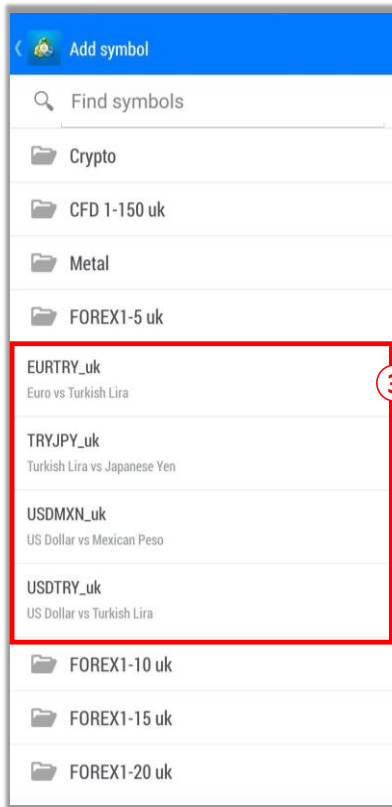 Add symbol
Find symbols
Crypto
CFD 1-150 uk
Metal
FOREX1-5 uk
EURTRY_uk
3
Euro vs Turkish Lira
TRYJPY_uk
Turkish Lira vs Japanese Yen
USDMXN_uk
US Dollar vs Mexican Peso
USDTRY_uk
US Dollar vs Turkish Lira
FOREX1-10 uk
FOREX1-15 uk
FOREX1-20 uk